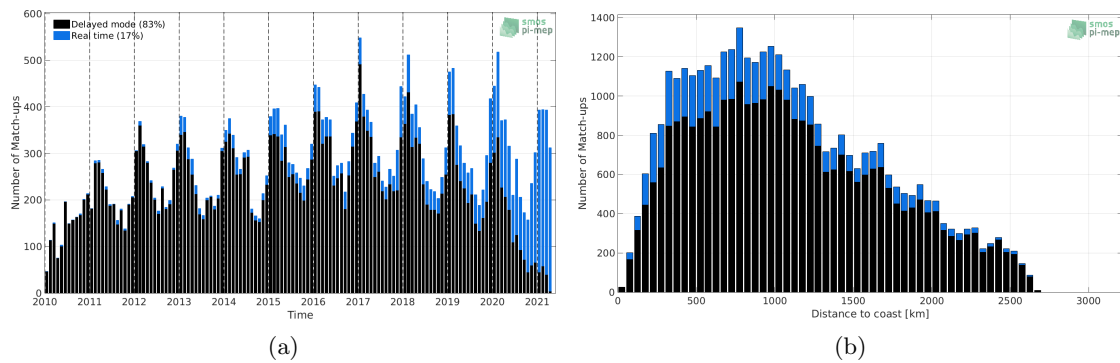 Delayed mode (83%)
Real time (17%)
smos
pi-mep
Number of Match-ups
600
500
400
300
200
100
0
2010 2011 2012 2013 2014 2015 2016 2017 2018 2019 2020 2021
Time
(a)
smos
pi-mep
Number of Match-ups
1400
1200
1000
800
600
400
200
0
0 500 1000 1500 2000 2500 3000
Distance to coast [km]
(b)